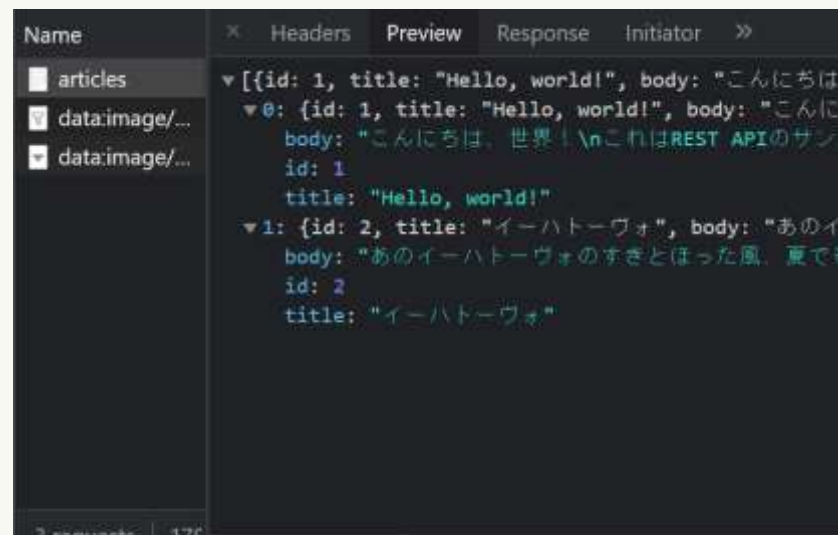 Name
× Headers Preview Response Initiator »
articles
data:image/...
data:image/...
▼[{id: 1, title: "Hello, world!", body: "こんにちは
▼0: {id: 1, title: "Hello, world!", body: "こんに
body: "こんにちは、世界！\nこれはREST APIのサン
id: 1
title: "Hello, world!"
▼1: {id: 2, title: "イーハトーヴォ", body: "あのイ
body: "あのイーハトーヴォのすきとおった風、夏で
id: 2
title: "イーハトーヴォ"